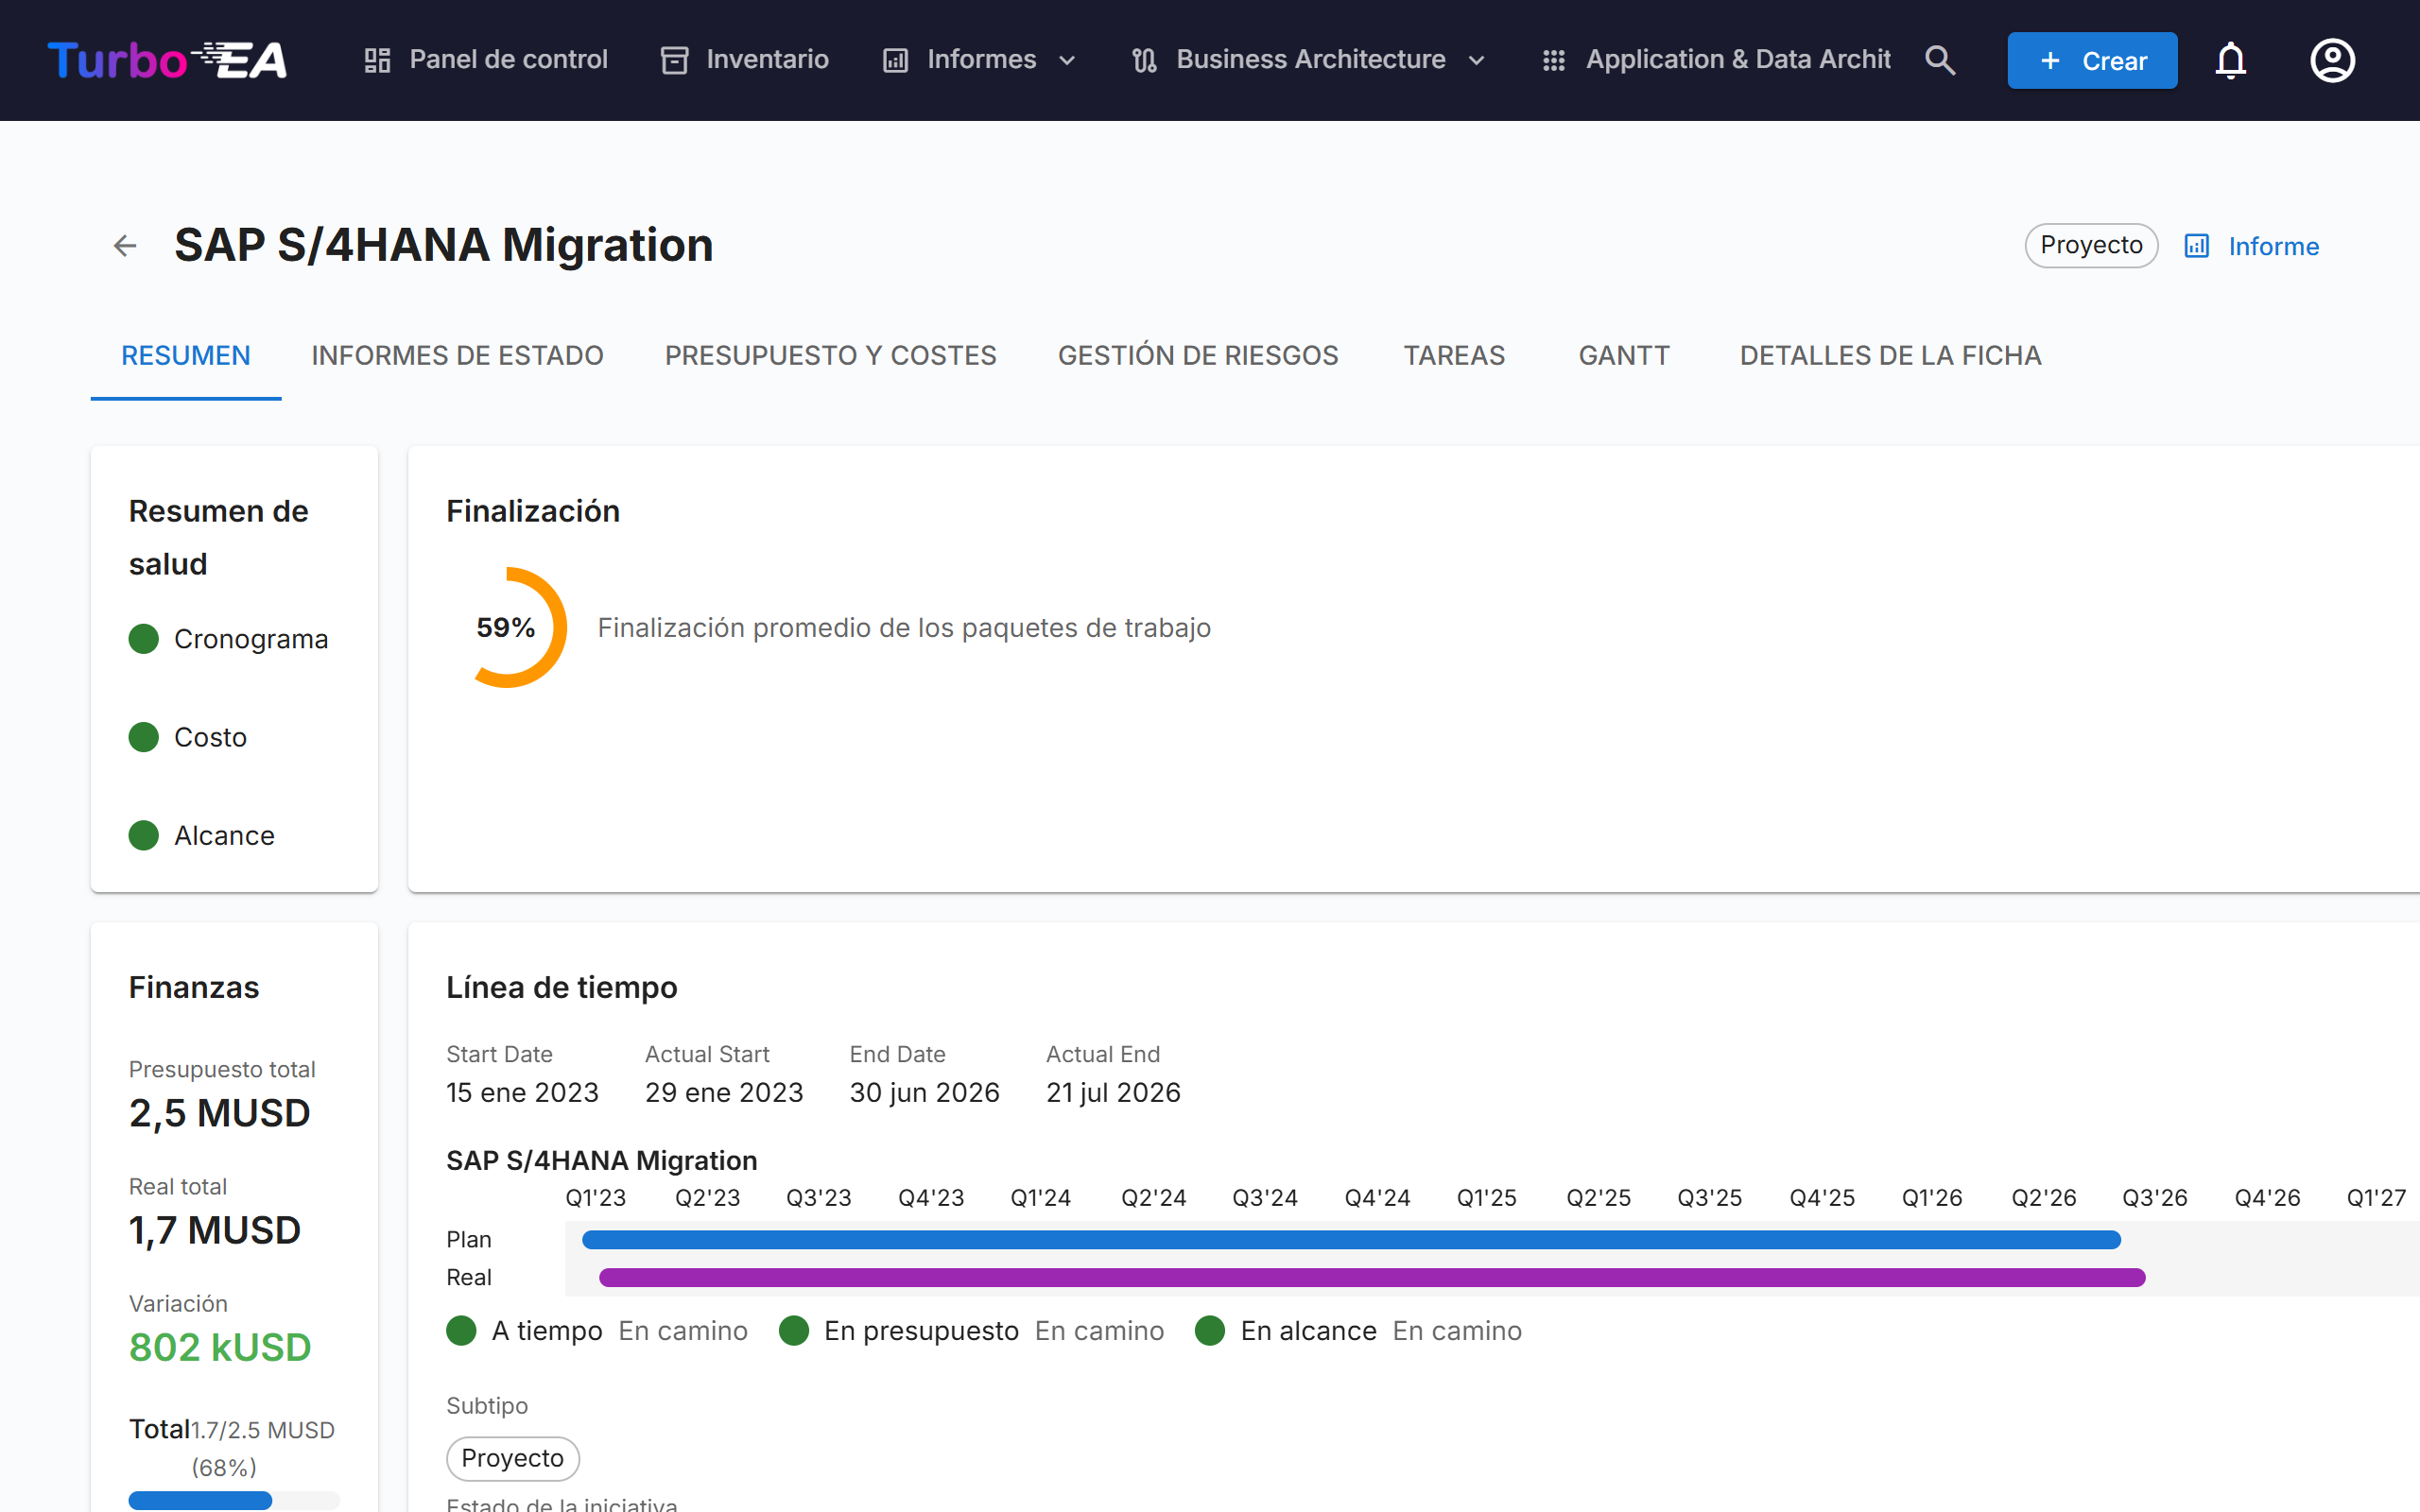 Turbo EA
Panel de control
Inventario
Informes
Business Architecture
Application & Data Archit
Crear
SAP S/4HANA Migration
Proyecto
Informe
RESUMEN
INFORMES DE ESTADO
PRESUPUESTO Y COSTES
GESTIÓN DE RIESGOS
TAREAS
GANTT
DETALLES DE LA FICHA
Resumen de
salud
Cronograma
Costo
Alcance
Finalización
59%
Finalización promedio de los paquetes de trabajo
Finanzas
Presupuesto total
2,5 MUSD
Real total
1,7 MUSD
Variación
802 kUSD
Total 1.7/2.5 MUSD
(68%)
Línea de tiempo
Start Date
15 ene 2023
Actual Start
29 ene 2023
End Date
30 jun 2026
Actual End
21 jul 2026
SAP S/4HANA Migration
Q1'23 Q2'23 Q3'23 Q4'23 Q1'24 Q2'24 Q3'24 Q4'24 Q1'25 Q2'25 Q3'25 Q4'25 Q1'26 Q2'26 Q3'26 Q4'26 Q1'27
Plan
Real
A tiempo En camino
En presupuesto En camino
En alcance En camino
Subtipo
Proyecto
Estado de la iniciativa